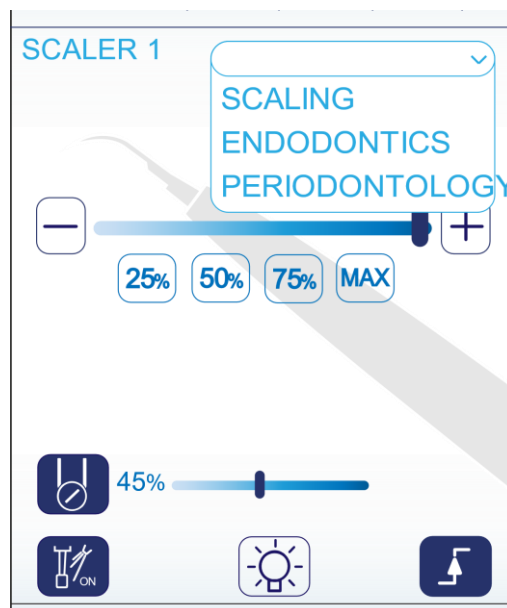 SCALER 1
SCALING
ENDODONTICS
PERIODONTOLOGY
25% 50% 75% MAX
45%
ON